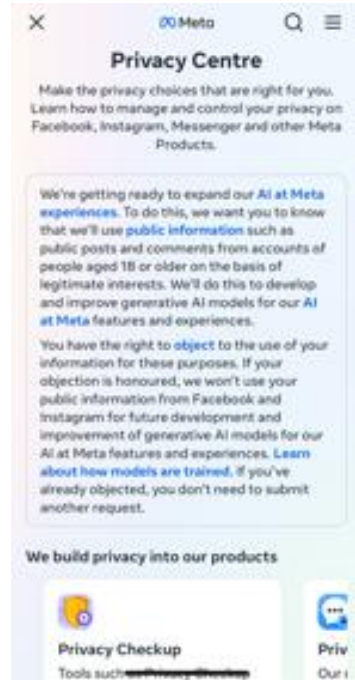 Meta
Privacy Centre
Make the privacy choices that are right for you.
Learn how to manage and control your privacy on
Facebook, Instagram, Messenger and other Meta
Products.
We're getting ready to expand our AI at Meta
experiences. To do this, we want you to know
that we'll use public information such as
public posts and comments from accounts of
people aged 18 or older on the basis of
legitimate interests. We'll do this to develop
and improve generative AI models for our AI
at Meta features and experiences.
You have the right to object to the use of your
information for these purposes. If your
objection is honoured, we won't use your
public information from Facebook and
Instagram for future development and
improvement of generative AI models for our
AI at Meta features and experiences. Learn
about how models are trained. If you've
already objected, you don't need to submit
another request.
We build privacy into our products
Privacy Checkup
Priv
Tools such
Our